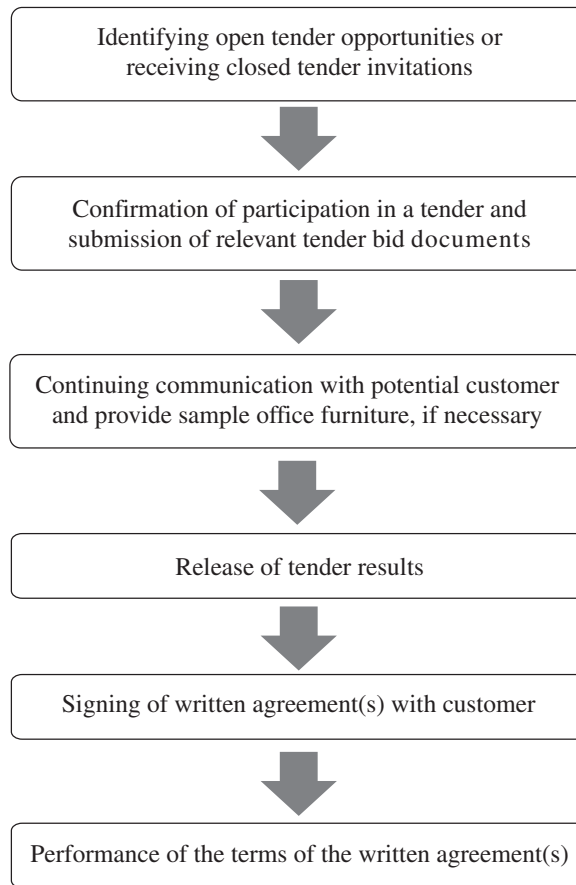 Identifying open tender opportunities or
receiving closed tender invitations
Confirmation of participation in a tender and
submission of relevant tender bid documents
Continuing communication with potential customer
and provide sample office furniture, if necessary
Release of tender results
Signing of written agreement(s) with customer
Performance of the terms of the written agreement(s)